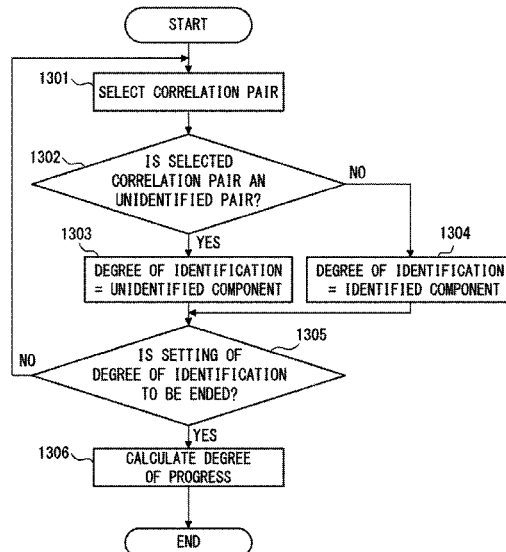 START
1301
SELECT CORRELATION PAIR
1302
IS SELECTED
CORRELATION PAIR AN
UNIDENTIFIED PAIR?
NO
YES
1303
DEGREE OF IDENTIFICATION
= UNIDENTIFIED COMPONENT
1304
DEGREE OF IDENTIFICATION
= IDENTIFIED COMPONENT
1305
IS SETTING OF
DEGREE OF IDENTIFICATION
TO BE ENDED?
NO
YES
1306
CALCULATE DEGREE
OF PROGRESS
END